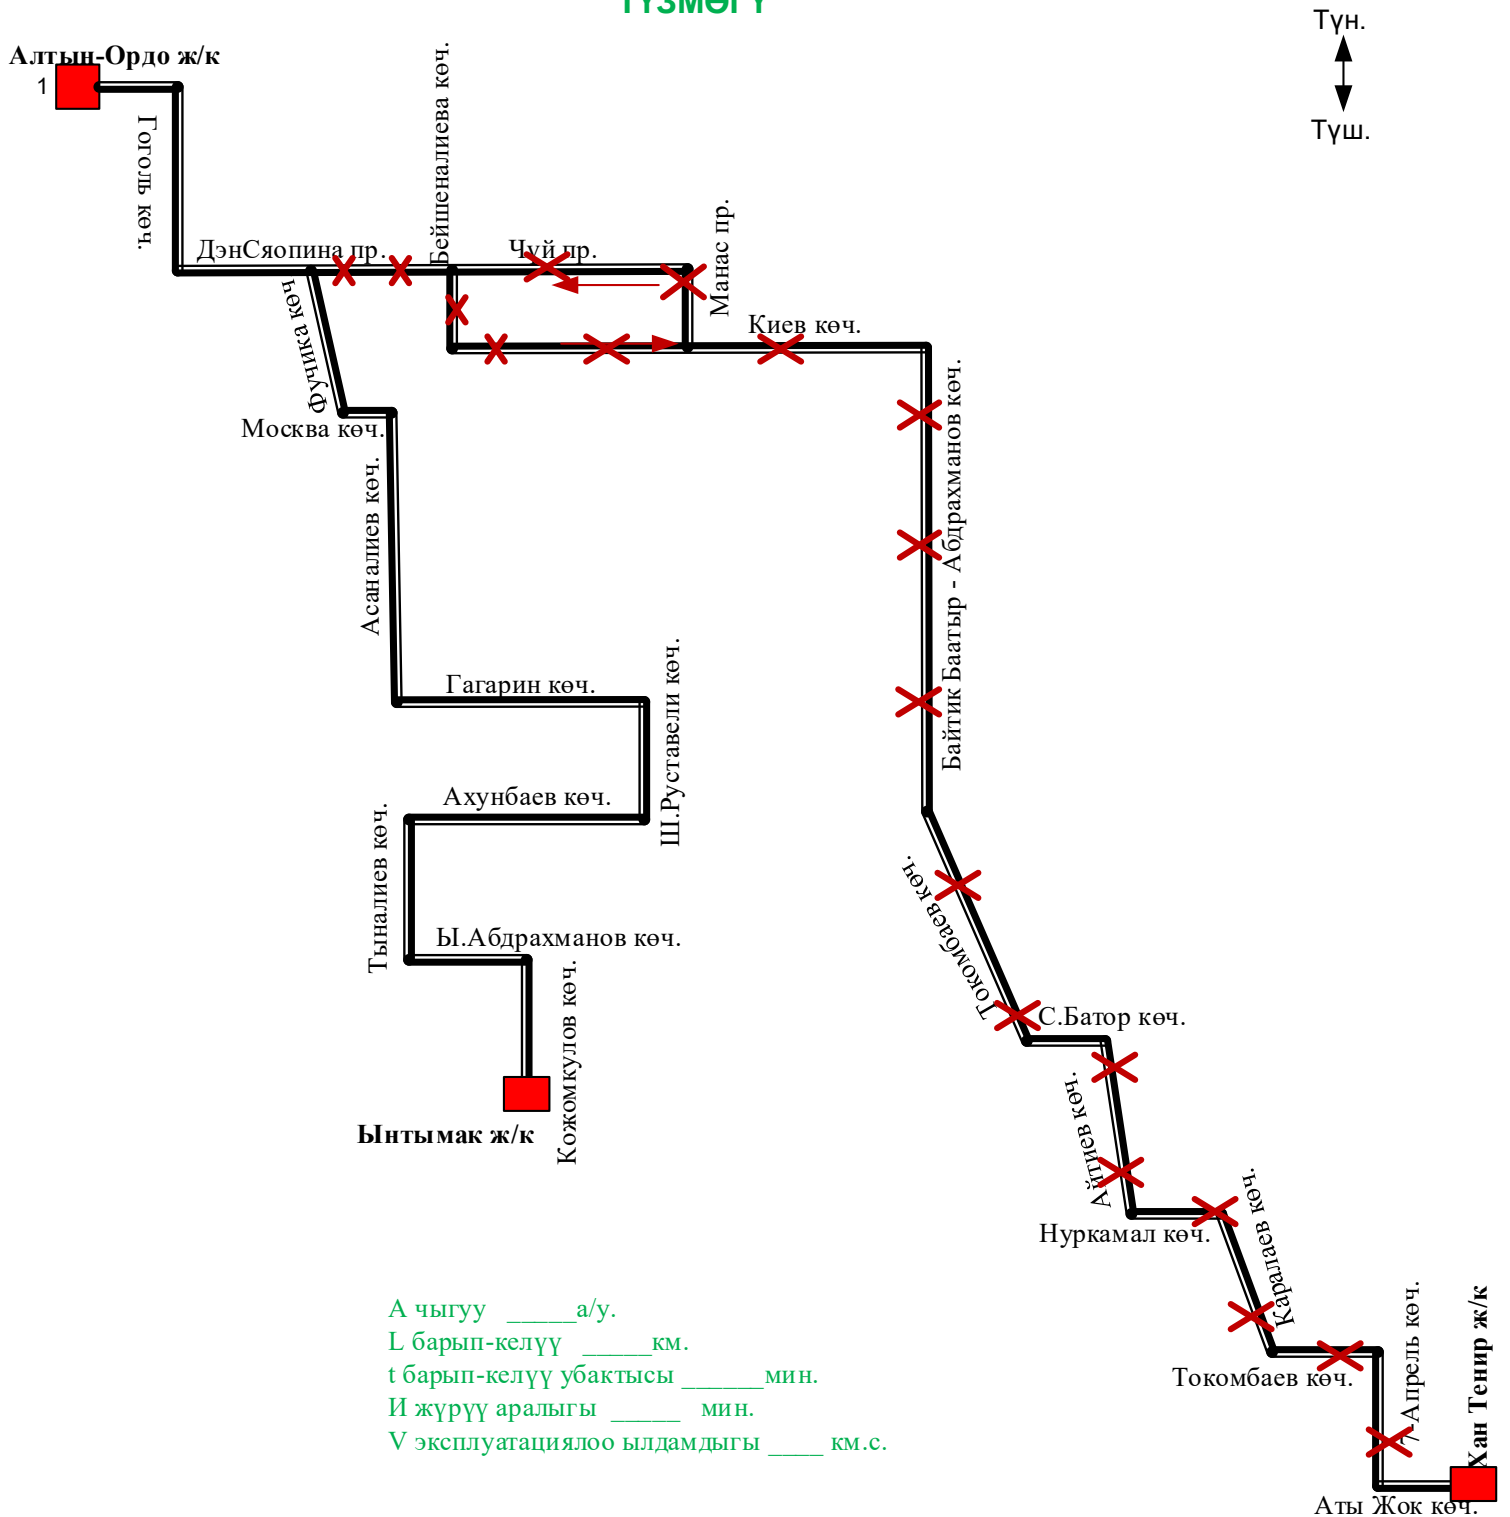 ТҮЗМӨГҮ
Түн.
Түш.
Алтын-Ордо ж/к
1
Гоголь көч.
ДэнСяопина пр.
Бейшеналиева көч.
Чүй пр.
Манас пр.
Киев көч.
Фучика көч
Москва көч.
Асаналиев көч.
Байтик Баатыр - Абдрахманов көч.
Гагарин көч.
Ш.Руставели көч.
Ахунбаев көч.
Тыналиев көч.
Ы.Абдрахманов көч.
Кожомкулов көч.
Ынтымак ж/к
Токомбаев көч.
С.Батор көч.
Айтиев көч.
Нуркамал көч.
Каралаев көч.
Токомбаев көч.
7-Апрель көч.
Хан Тенир ж/к
Аты Жок көч.
А чыгуу _____а/у.
L барып-келүү _____км.
t барып-келүү убактысы ______мин.
И жүрүү аралыгы _____ мин.
V эксплуатациялоо ылдамдыгы ____ км.с.